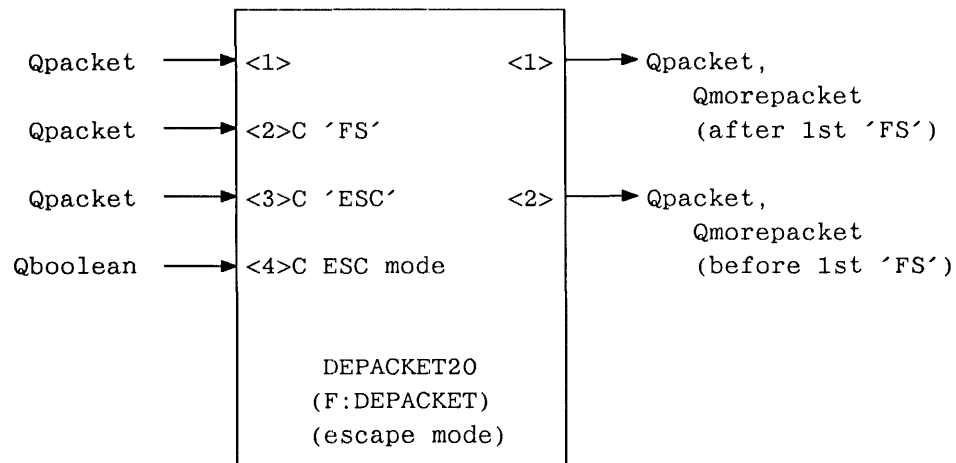 Qpacket <1> <1> Qpacket,
Qmorepacket
Qpacket <2>C ´FS´ (after 1st ´FS´)
Qpacket <3>C ´ESC´ <2> Qpacket,
Qmorepacket
Qboolean <4>C ESC mode (before 1st ´FS´)
DEPACKET20
(F:DEPACKET)
(escape mode)